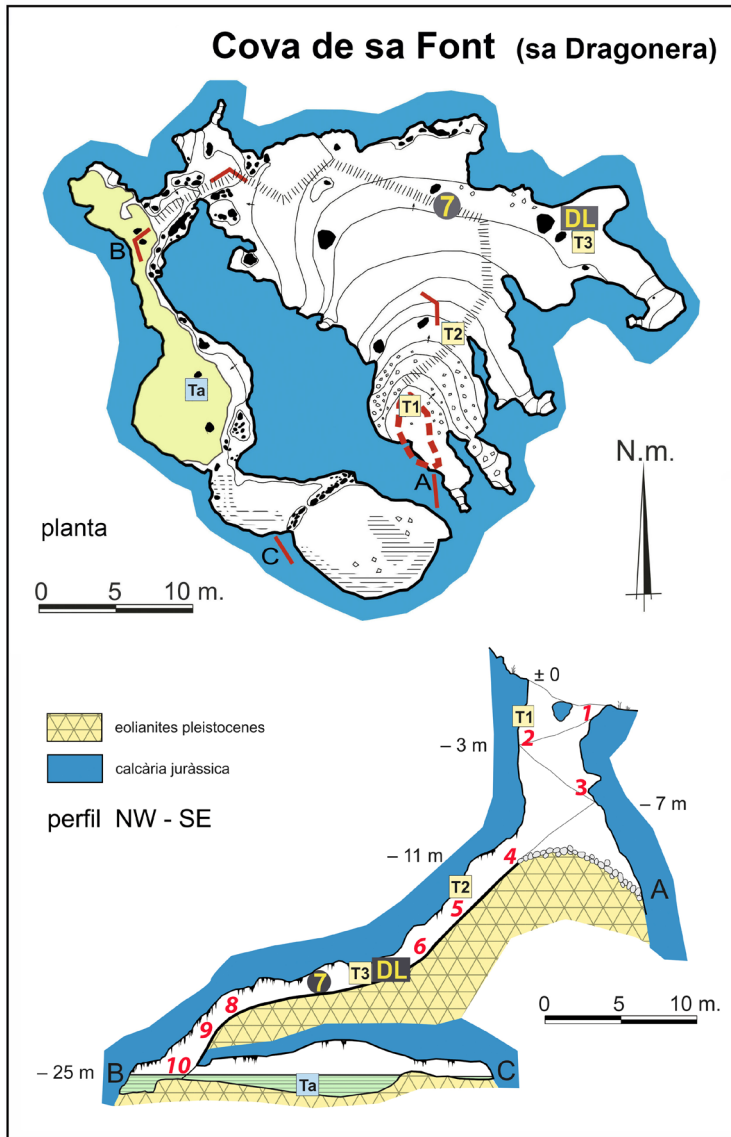 Cova de sa Font (sa Dragonera)
7
DL
T3
B
T2
Ta
T1
A
N.m.
planta
C
0 5 10 m.
± 0
eolianites pleistocenes
T1
1
2
– 3 m
calcària juràssica
3
– 7 m
perfil NW - SE
4
– 11 m
T2
A
5
6
T3
DL
7
8
9
0 5 10 m.
10
– 25 m
B
C
Ta